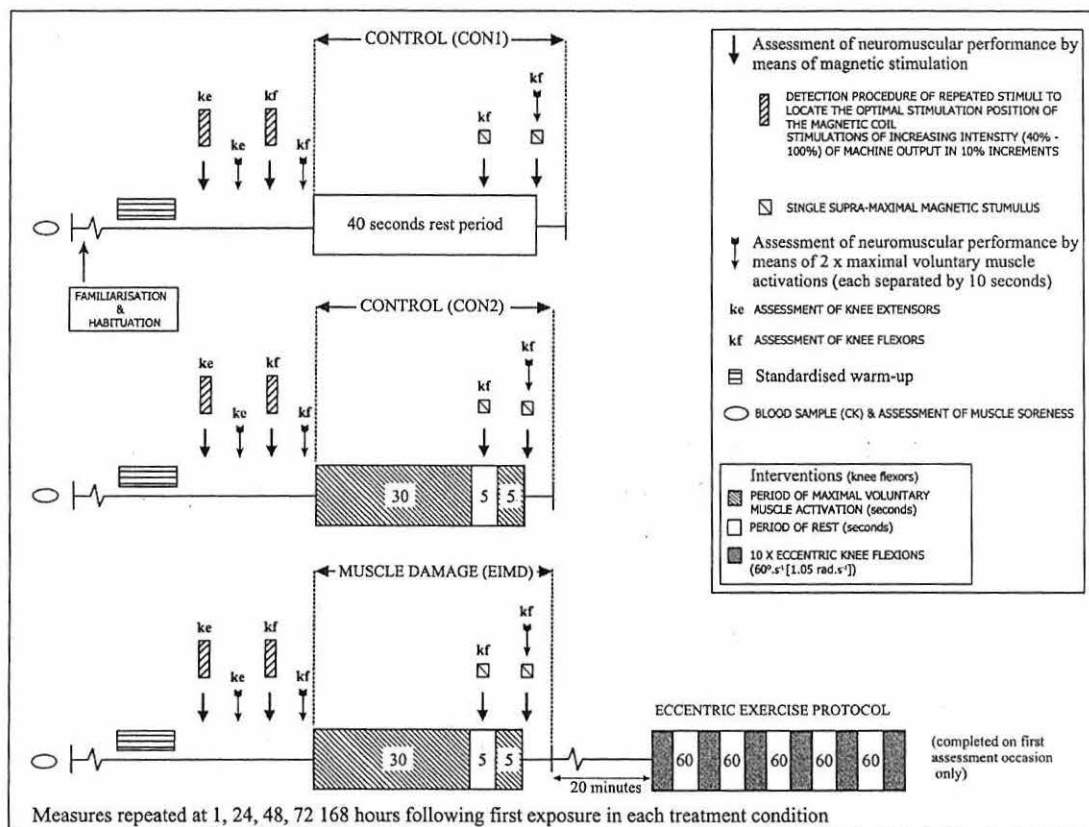 CONTROL (CON1)
ke
kf
ke
kf
kf
kf
40 seconds rest period
FAMILIARISATION
&
HABITUATION
CONTROL (CON2)
ke
kf
ke
kf
kf
kf
30
5
5
MUSCLE DAMAGE (EIMD)
ke
kf
ke
kf
kf
kf
30
5
5
20 minutes
ECCENTRIC EXERCISE PROTOCOL
60
60
60
60
60
(completed on first
assessment occasion
only)
Measures repeated at 1, 24, 48, 72 168 hours following first exposure in each treatment condition
Assessment of neuromuscular performance by
means of magnetic stimulation
DETECTION PROCEDURE OF REPEATED STIMULI TO
LOCATE THE OPTIMAL STIMULATION POSITION OF
THE MAGNETIC COIL
STIMULATIONS OF INCREASING INTENSITY (40% -
100%) OF MACHINE OUTPUT IN 10% INCREMENTS
SINGLE SUPRA-MAXIMAL MAGNETIC STUMULUS
Assessment of neuromuscular performance by
means of 2 x maximal voluntary muscle
activations (each separated by 10 seconds)
ke ASSESSMENT OF KNEE EXTENSORS
kf ASSESSMENT OF KNEE FLEXORS
Standardised warm-up
BLOOD SAMPLE (CK) & ASSESSMENT OF MUSCLE SORENESS
Interventions (knee flexors)
PERIOD OF MAXIMAL VOLUNTARY
MUSCLE ACTIVATION (seconds)
PERIOD OF REST (seconds)
10 X ECCENTRIC KNEE FLEXIONS
(60º.s⁻¹ [1.05 rad.s⁻¹])